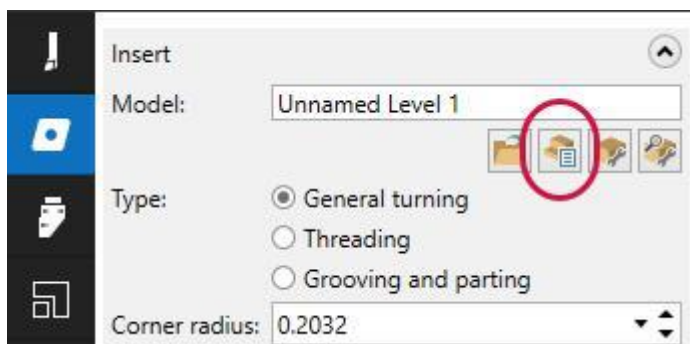 Insert
Model: Unnamed Level 1
Type: General turning
Threading
Grooving and parting
Corner radius: 0.2032